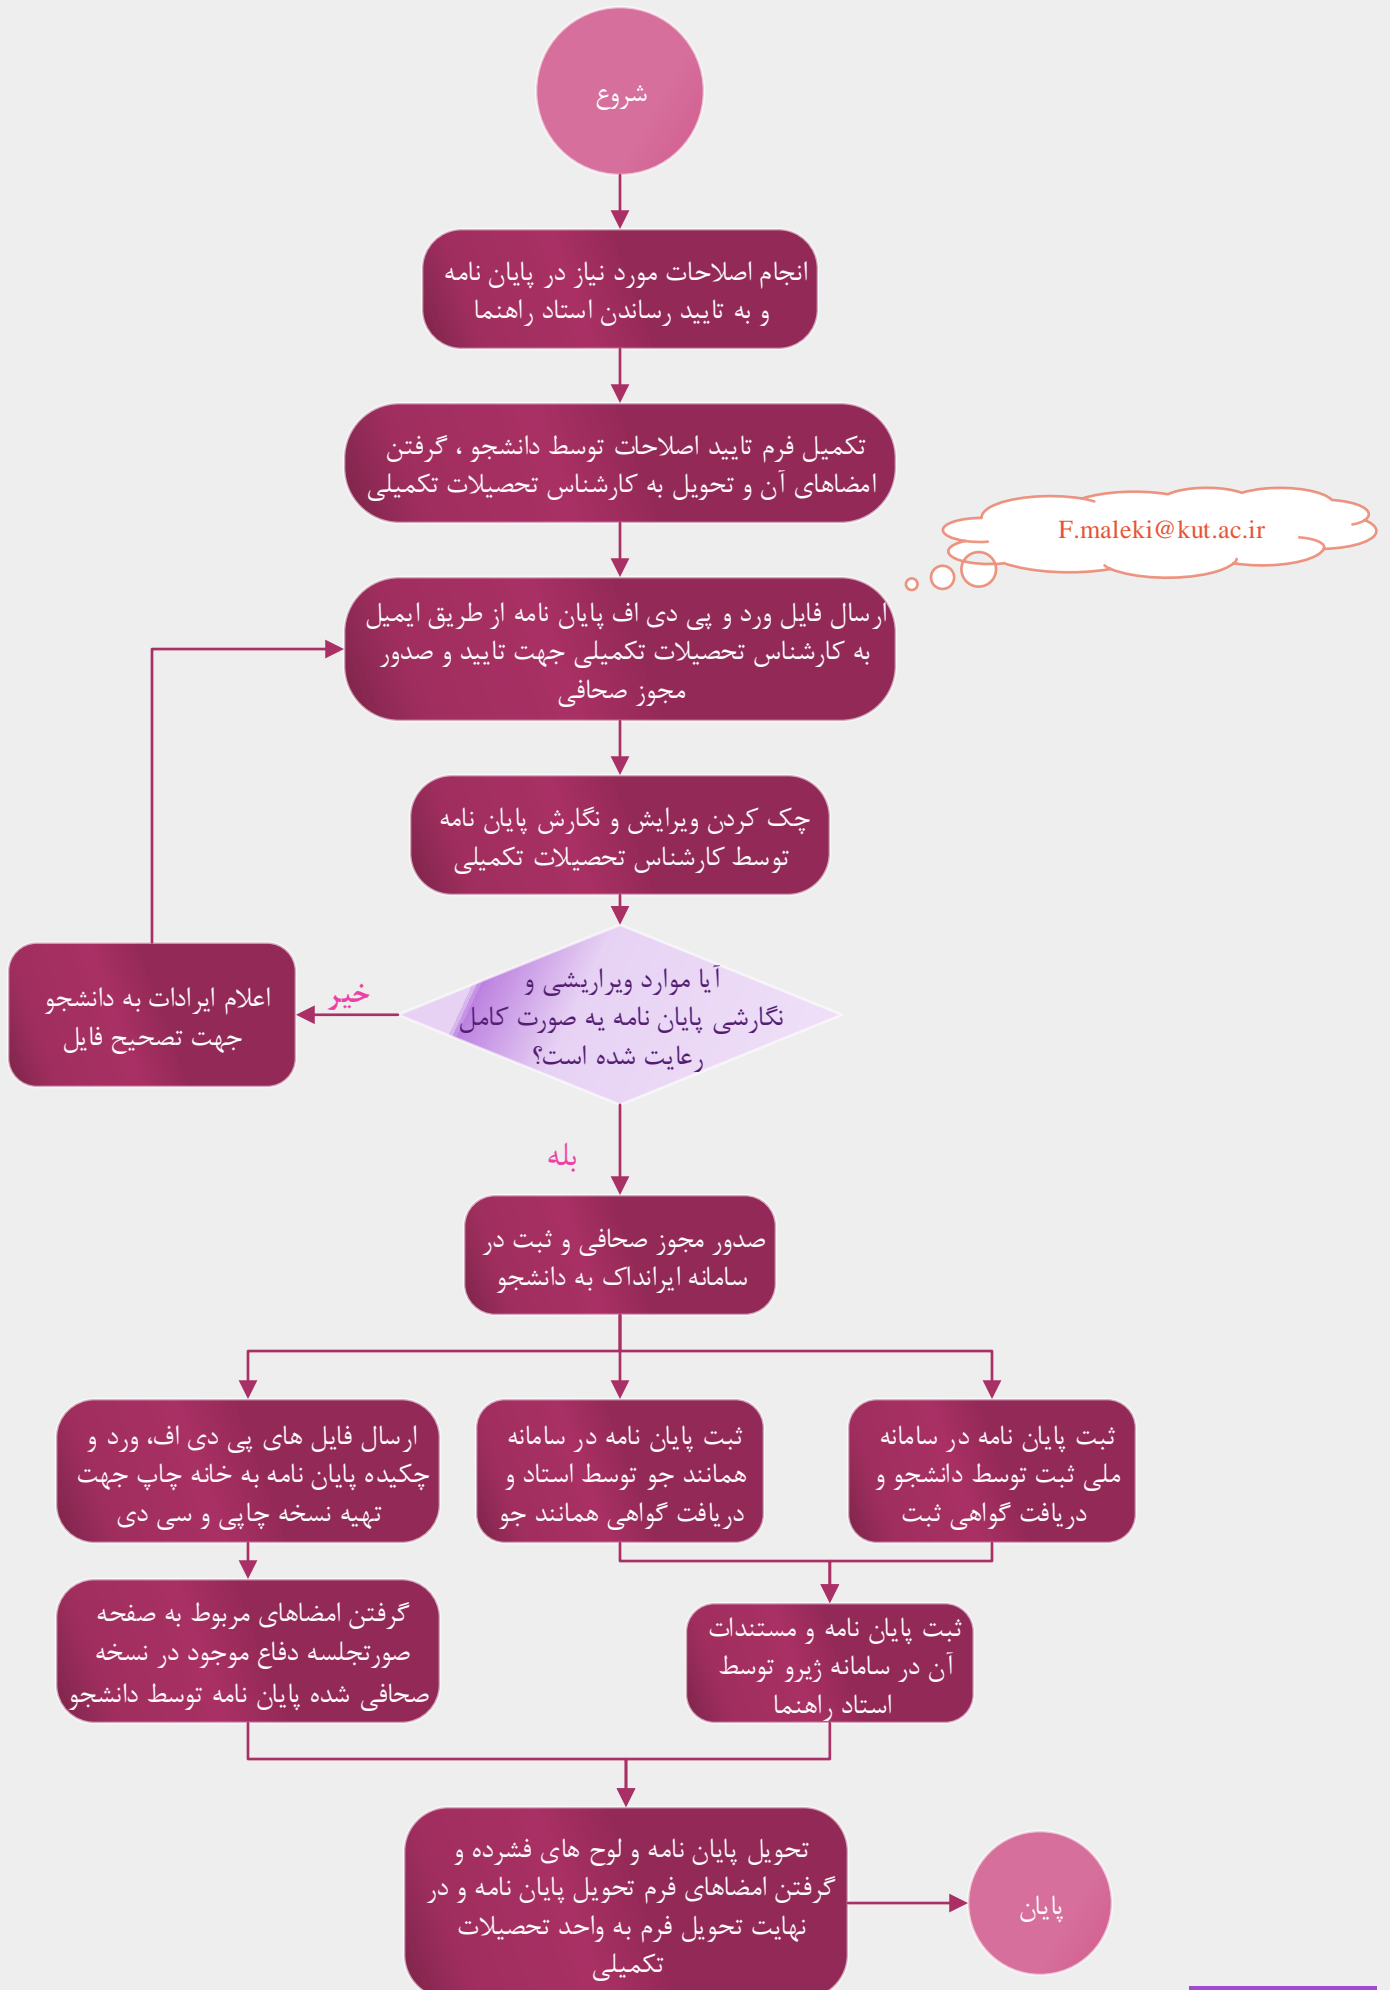 شروع
انجام اصلاحات مورد نیاز در پایان نامه
و به تایید رساندن استاد راهنما
تکمیل فرم تایید اصلاحات توسط دانشجو ، گرفتن
امضاهای آن و تحویل به کارشناس تحصیلات تکمیلی
F.maleki@kut.ac.ir
ارسال فایل ورد و پی دی اف پایان نامه از طریق ایمیل
به کارشناس تحصیلات تکمیلی جهت تایید و صدور
مجوز صحافی
چک کردن ویرایش و نگارش پایان نامه
توسط کارشناس تحصیلات تکمیلی
آیا موارد ویراریشی و
نگارشی پایان نامه یه صورت کامل
رعایت شده است؟
خیر
اعلام ایرادات به دانشجو
جهت تصحیح فایل
بله
صدور مجوز صحافی و ثبت در
سامانه ایرانداک به دانشجو
ثبت پایان نامه در سامانه
ملی ثبت توسط دانشجو و
دریافت گواهی ثبت
ثبت پایان نامه در سامانه
همانند جو توسط استاد و
دریافت گواهی همانند جو
ارسال فایل های پی دی اف، ورد و
چکیده پایان نامه به خانه چاپ جهت
تهیه نسخه چاپی و سی دی
ثبت پایان نامه و مستندات
آن در سامانه ژیرو توسط
استاد راهنما
گرفتن امضاهای مربوط به صفحه
صورتجلسه دفاع موجود در نسخه
صحافی شده پایان نامه توسط دانشجو
تحویل پایان نامه و لوح های فشرده و
گرفتن امضاهای فرم تحویل پایان نامه و در
نهایت تحویل فرم به واحد تحصیلات
تکمیلی
پایان